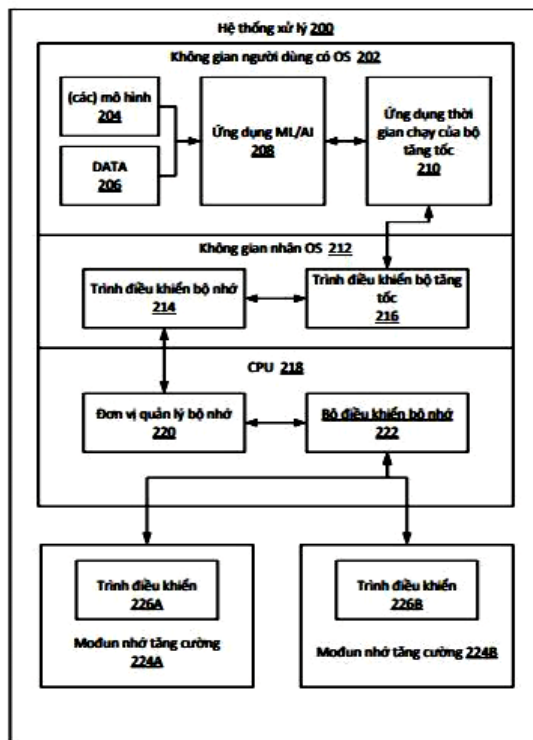 Hệ thống xử lý 200
Không gian người dùng có OS 202
(các) mô hình
204
DATA
206
Ứng dụng ML/AI
208
Ứng dụng thời
gian chạy của bộ
tăng tốc
210
Không gian nhân OS 212
Trình điều khiển bộ nhớ
214
Trình điều khiển bộ tăng
tốc
216
CPU 218
Đơn vị quản lý bộ nhớ
220
Bộ điều khiển bộ nhớ
222
Trình điều khiển
226A
Mođun nhớ tăng cường
224A
Trình điều khiển
226B
Mođun nhớ tăng cường 224B